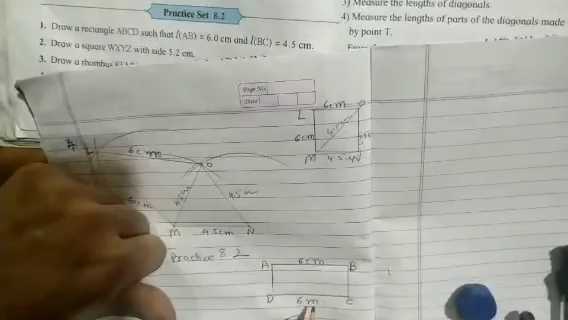 Practice Set 8.2
1. Draw a rectangle ABCD such that l(AB) = 6.0 cm and l(BC) = 4.5 cm.
2. Draw a square WXYZ with side 5.2 cm.
3. Draw a rhombus
3) Measure the lengths of diagonals.
4) Measure the lengths of parts of the diagonals made
by point T.
Page No.
Date
L 6cm O
6cm
M 4.5 N
L 6cm O
4.5cm
M 4.5cm N
Practice 8.2
A 6cm B
D 6 m C